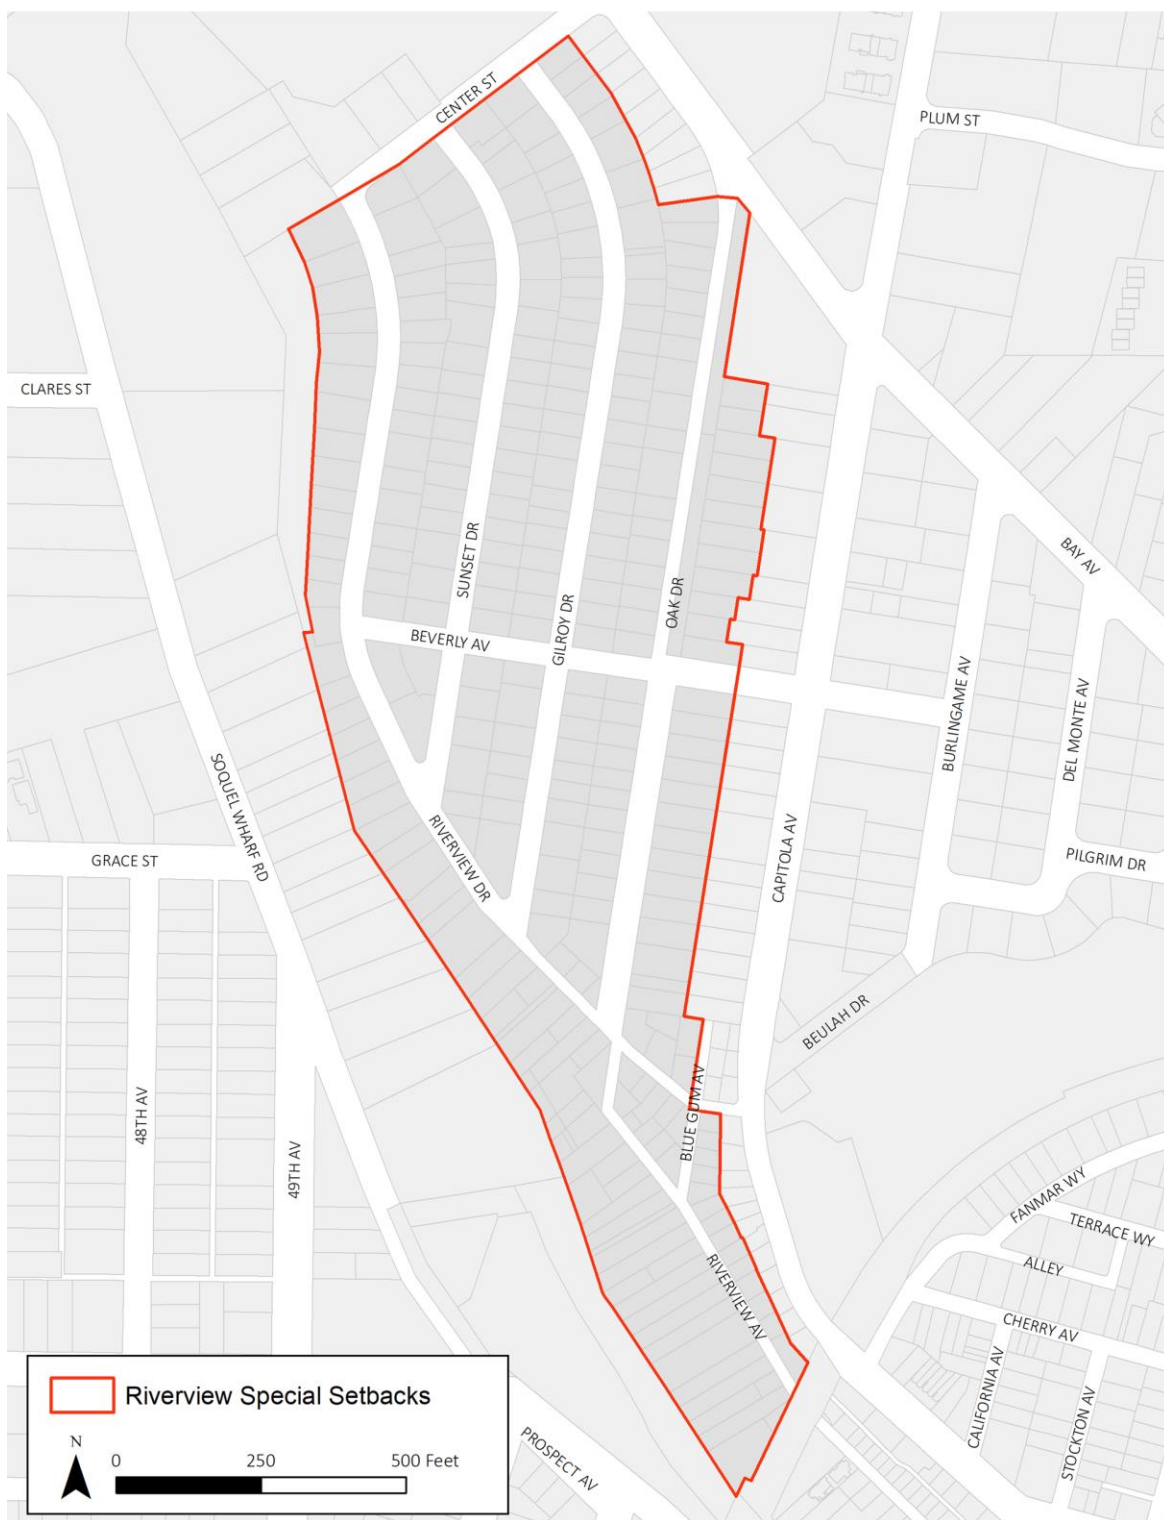 CENTER ST
PLUM ST
CLARES ST
SUNSET DR
GILROY DR
OAK DR
BAY AV
BEVERLY AV
BURLINGAME AV
DEL MONTE AV
SOQUEL WHARF RD
RIVERVIEW DR
CAPITOLA AV
GRACE ST
PILGRIM DR
BEULAH DR
48TH AV
49TH AV
BLUE GUM AV
FANMAR WY
TERRACE WY
ALLEY
RIVERVIEW AV
CHERRY AV
CALIFORNIA AV
STOCKTON AV
PROSPECT AV
Riverview Special Setbacks
N
0 250 500 Feet